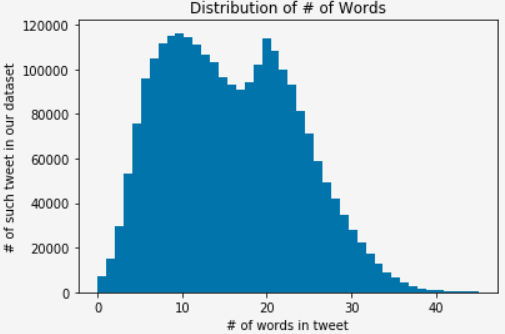 Distribution of # of Words
# of such tweet in our dataset
120000
100000
80000
60000
40000
20000
0
0 10 20 30 40
# of words in tweet